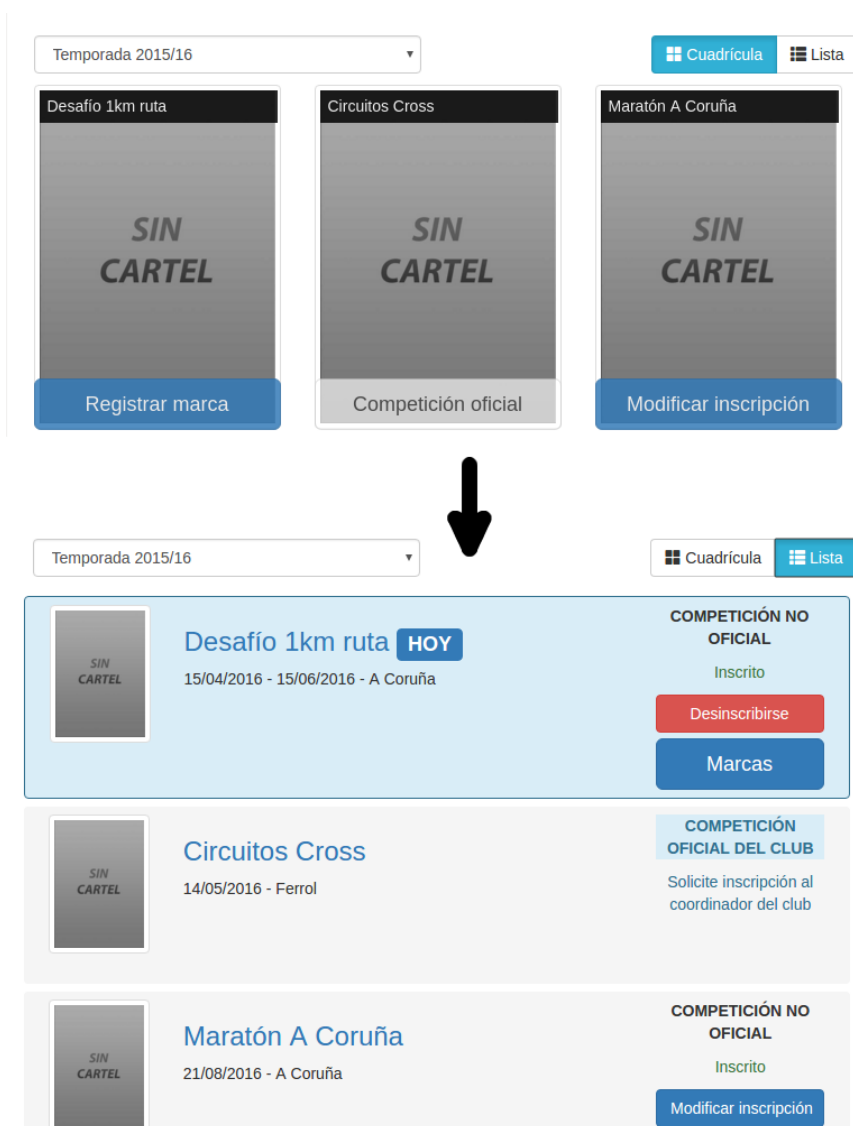 Temporada 2015/16
Cuadrícula
Lista
Desafío 1km ruta
Circuitos Cross
Maratón A Coruña
SIN
CARTEL
SIN
CARTEL
SIN
CARTEL
Registrar marca
Competición oficial
Modificar inscripción
Temporada 2015/16
Cuadrícula
Lista
SIN
CARTEL
Desafío 1km ruta HOY
15/04/2016 - 15/06/2016 - A Coruña
COMPETICIÓN NO
OFICIAL
Inscrito
Desinscribirse
Marcas
SIN
CARTEL
Circuitos Cross
14/05/2016 - Ferrol
COMPETICIÓN
OFICIAL DEL CLUB
Solicite inscripción al
coordinador del club
SIN
CARTEL
Maratón A Coruña
21/08/2016 - A Coruña
COMPETICIÓN NO
OFICIAL
Inscrito
Modificar inscripción